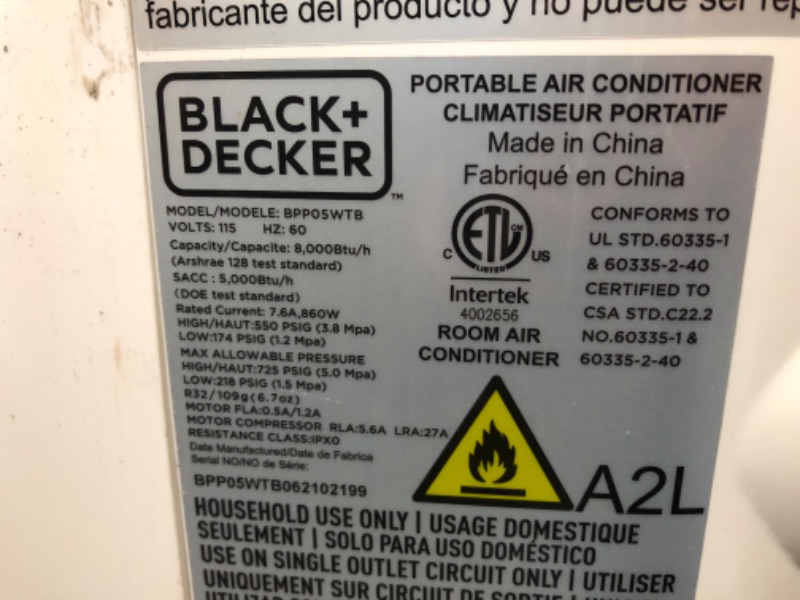 fabricante del producto y no puede ser rep
BLACK+
DECKER
™
PORTABLE AIR CONDITIONER
CLIMATISEUR PORTATIF
Made in China
Fabriqué en China
MODEL/MODELE: BPP05WTB
VOLTS: 115 HZ: 60
Capacity/Capacite: 8,000Btu/h
(Arshrae 128 test standard)
SACC : 5,000Btu/h
(DOE test standard)
Rated Current: 7.6A,860W
HIGH/HAUT:550 PSIG (3.8 Mpa)
LOW:174 PSIG (1.2 Mpa)
MAX ALLOWABLE PRESSURE
HIGH/HAUT:725 PSIG (5.0 Mpa)
LOW:218 PSIG (1.5 Mpa)
R32/109g(6.7oz)
MOTOR FLA:0.5A/1.2A
MOTOR COMPRESSOR RLA:5.6A LRA:27A
RESISTANCE CLASS:IPX0
Date Manufactured/Date de Fabrica
Serial NO/NO de Série:
BPP05WTB062102199
C ETL CM US
LISTED
Intertek
4002656
ROOM AIR
CONDITIONER
CONFORMS TO
UL STD.60335-1
& 60335-2-40
CERTIFIED TO
CSA STD.C22.2
NO.60335-1 &
60335-2-40
A2L
HOUSEHOLD USE ONLY | USAGE DOMESTIQUE
SEULEMENT | SOLO PARA USO DOMÉSTICO
USE ON SINGLE OUTLET CIRCUIT ONLY | UTILISER
UNIQUEMENT SUR CIRCUIT DE SORTIE